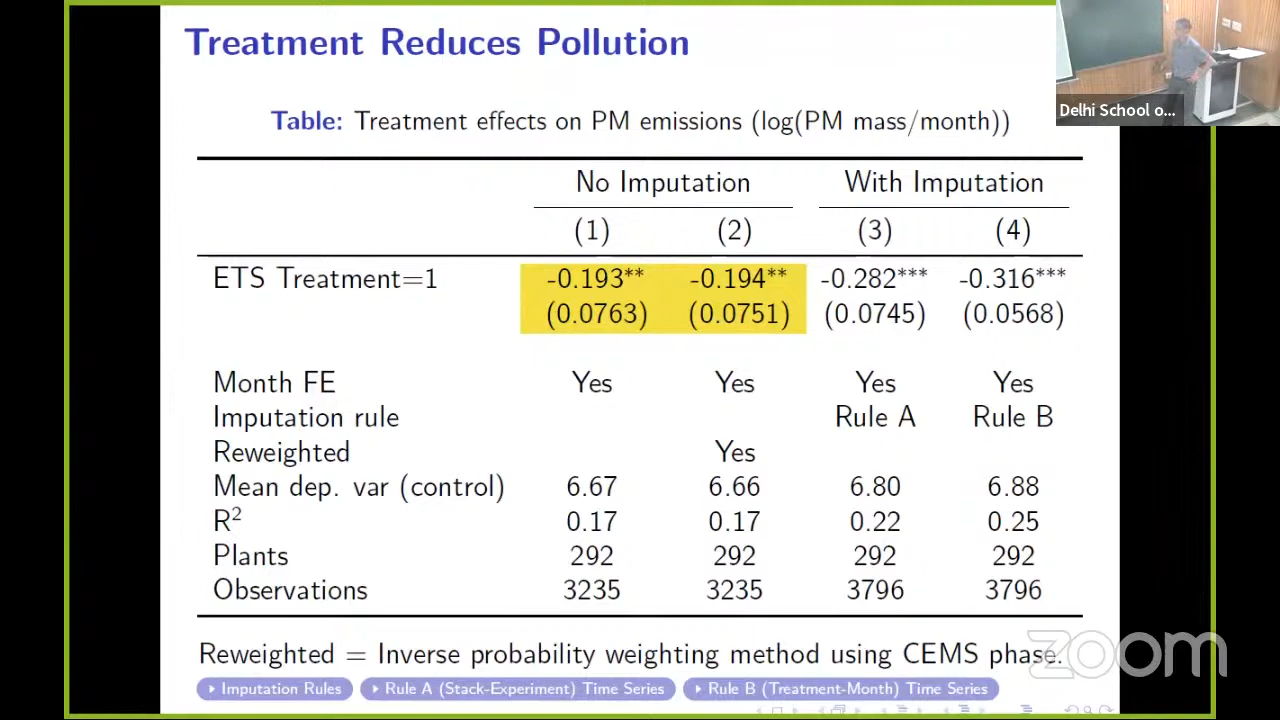 Treatment Reduces Pollution
Delhi School o...
Table: Treatment effects on PM emissions (log(PM mass/month))
No Imputation With Imputation
(1) (2) (3) (4)
ETS Treatment=1 -0.193** -0.194** -0.282*** -0.316***
(0.0763) (0.0751) (0.0745) (0.0568)
Month FE Yes Yes Yes Yes
Imputation rule Rule A Rule B
Reweighted Yes
Mean dep. var (control) 6.67 6.66 6.80 6.88
R² 0.17 0.17 0.22 0.25
Plants 292 292 292 292
Observations 3235 3235 3796 3796
Reweighted = Inverse probability weighting method using CEMS phase.
zoom
Imputation Rules Rule A (Stack-Experiment) Time Series Rule B (Treatment-Month) Time Series